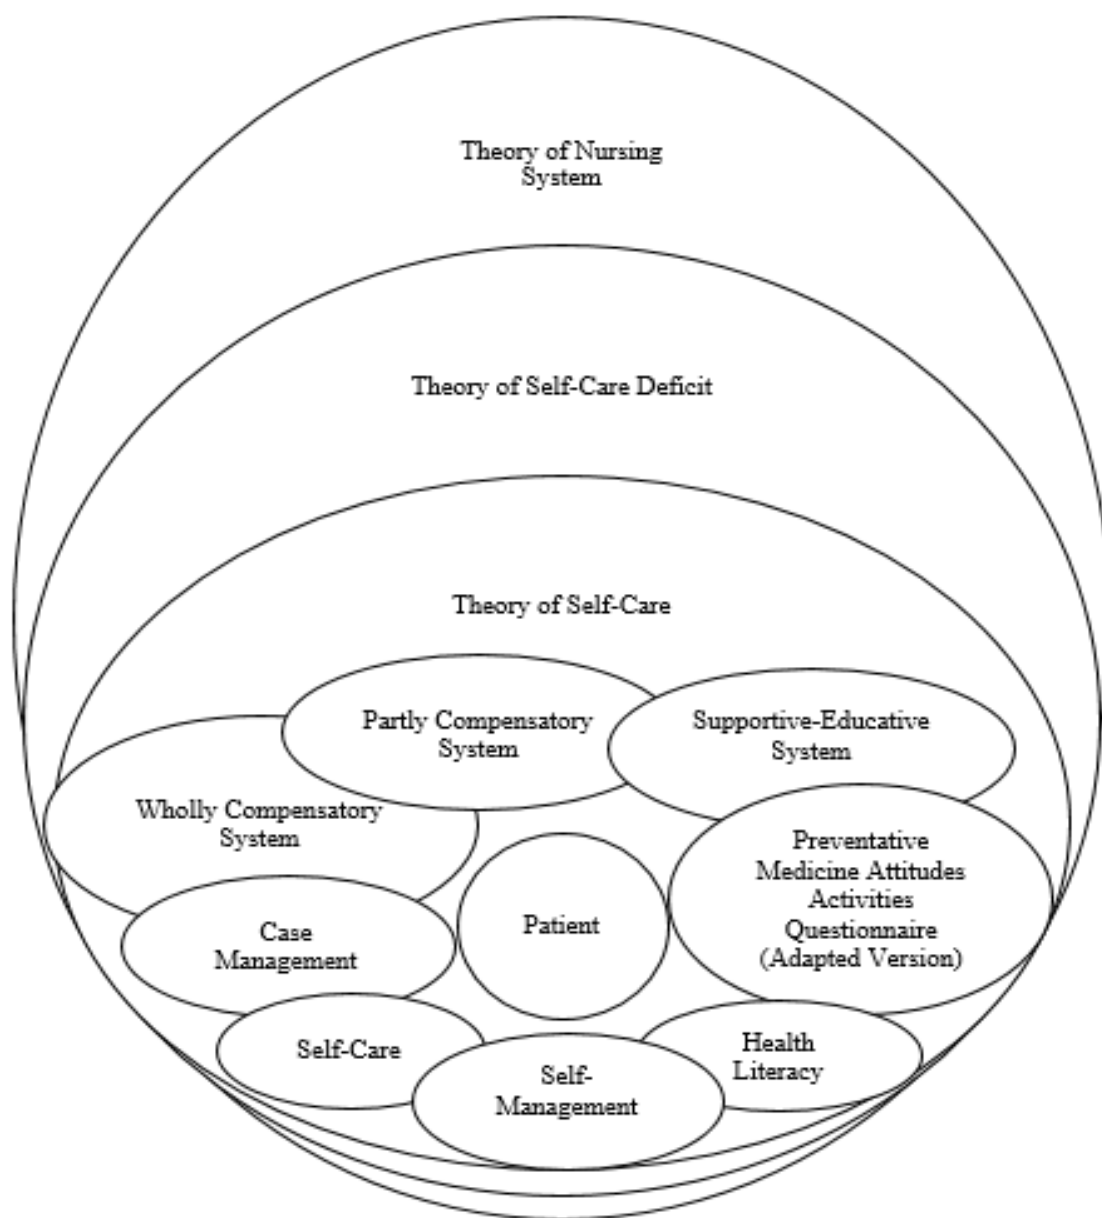 Theory of Nursing
System
Theory of Self-Care Deficit
Theory of Self-Care
Partly Compensatory
System
Supportive-Educative
System
Wholly Compensatory
System
Preventative
Medicine Attitudes
Activities
Questionnaire
(Adapted Version)
Patient
Case
Management
Self-Care
Health
Literacy
Self-
Management